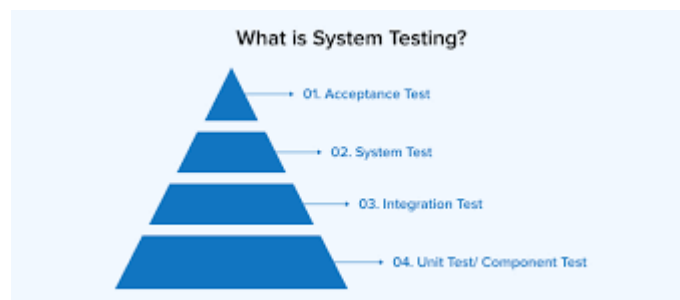 What is System Testing?
01. Acceptance Test
02. System Test
03. Integration Test
04. Unit Test/ Component Test